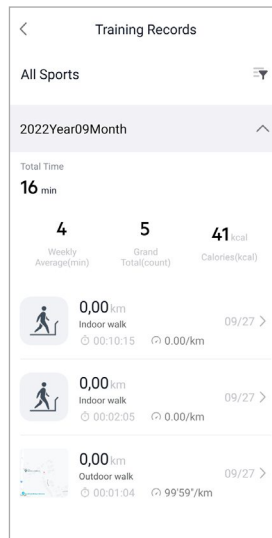 Training Records
All Sports
2022Year09Month
Total Time
16 min
4 5 41 kcal
Weekly Average(min) Grand Total(count) Calories(kcal)
0,00 km
Indoor walk 09/27
00:10:15 0.00/km
0,00 km
Indoor walk 09/27
00:02:05 0.00/km
0,00 km
Outdoor walk 09/27
00:01:04 99'59"/km